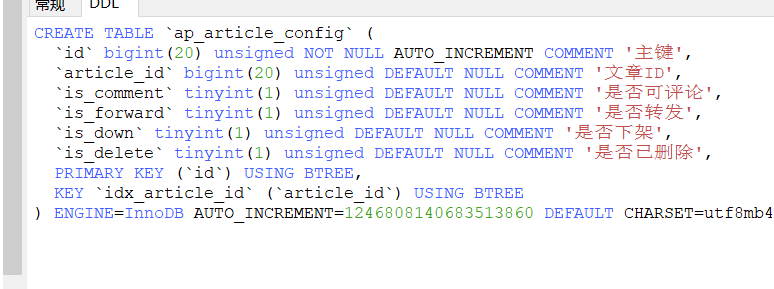 常规 DDL
CREATE TABLE `ap_article_config` (
  `id` bigint(20) unsigned NOT NULL AUTO_INCREMENT COMMENT '主键',
  `article_id` bigint(20) unsigned DEFAULT NULL COMMENT '文章ID',
  `is_comment` tinyint(1) unsigned DEFAULT NULL COMMENT '是否可评论',
  `is_forward` tinyint(1) unsigned DEFAULT NULL COMMENT '是否转发',
  `is_down` tinyint(1) unsigned DEFAULT NULL COMMENT '是否下架',
  `is_delete` tinyint(1) unsigned DEFAULT NULL COMMENT '是否已删除',
  PRIMARY KEY (`id`) USING BTREE,
  KEY `idx_article_id` (`article_id`) USING BTREE
) ENGINE=InnoDB AUTO_INCREMENT=1246808140683513860 DEFAULT CHARSET=utf8mb4